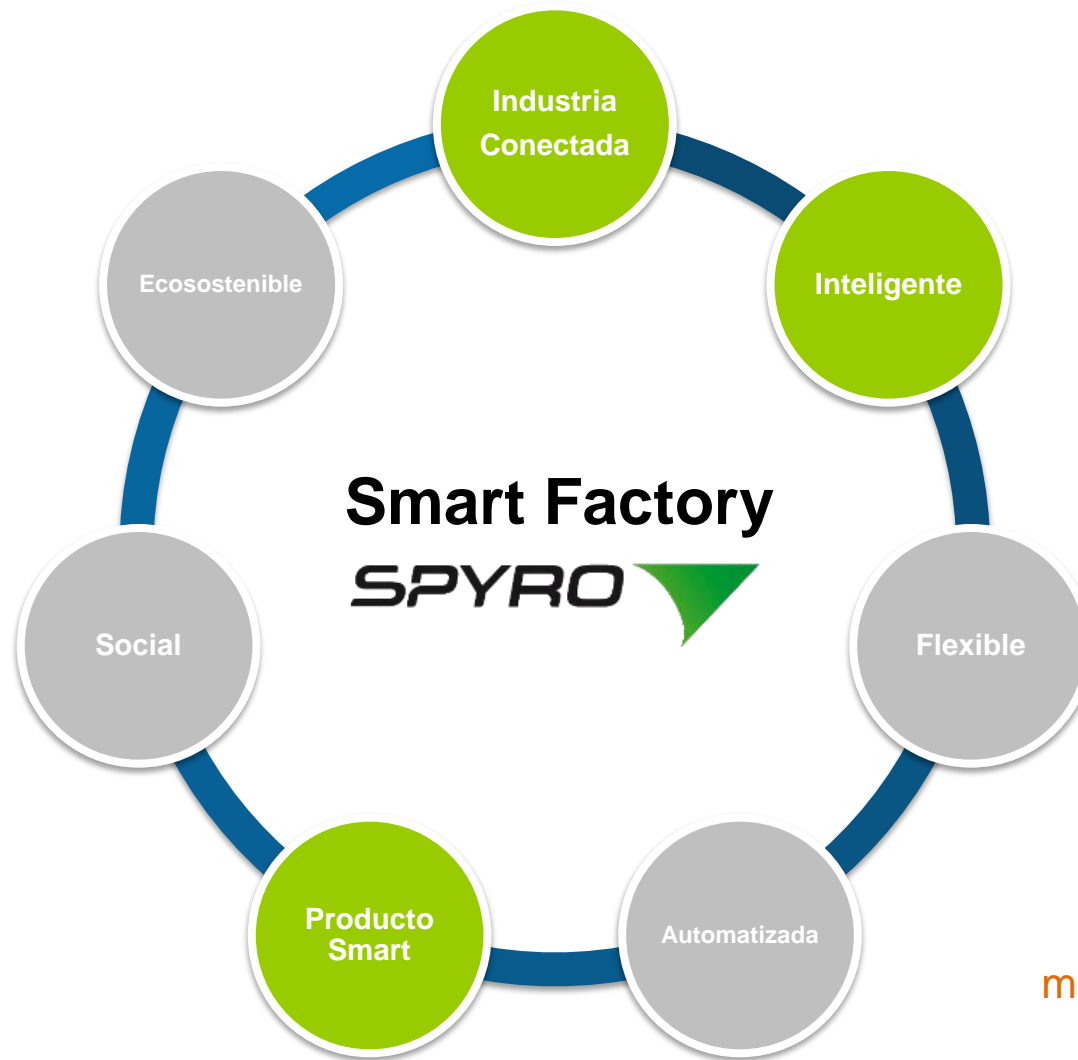 Industria
Conectada
Ecosostenible
Inteligente
Smart Factory
SPYRO
Social
Flexible
Producto
Smart
Automatizada
m